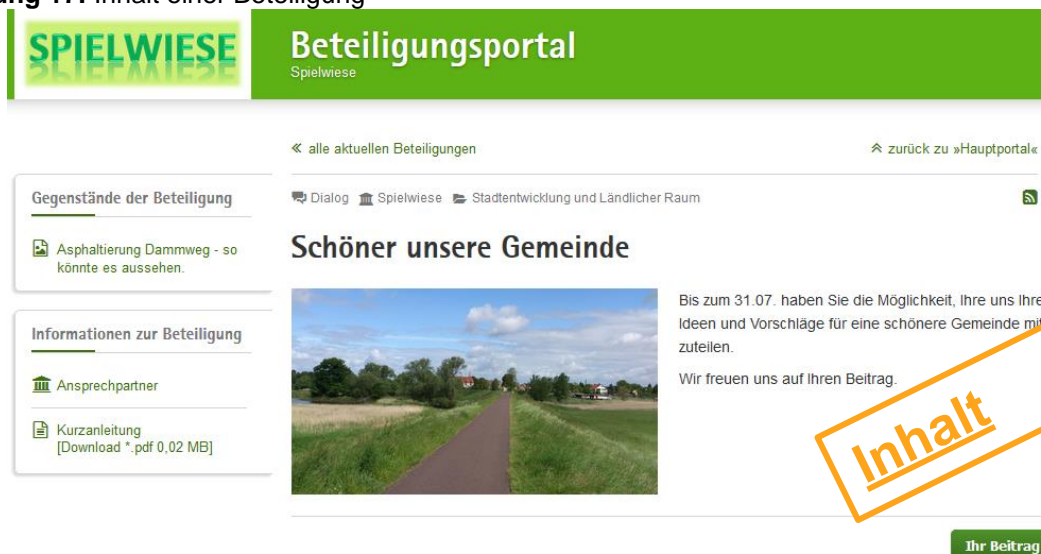 Inhalt einer Beteiligung
SPIELWIESE
Beteiligungsportal
Spielwiese
« alle aktuellen Beteiligungen
zurück zu »Hauptportal«
Gegenstände der Beteiligung
Asphaltierung Dammweg - so
könnte es aussehen.
Informationen zur Beteiligung
Ansprechpartner
Kurzanleitung
[Download *.pdf 0,02 MB]
Dialog Spielwiese Stadtentwicklung und Ländlicher Raum
Schöner unsere Gemeinde
Bis zum 31.07. haben Sie die Möglichkeit, Ihre uns Ihre
Ideen und Vorschläge für eine schönere Gemeinde mit
zuteilen.
Wir freuen uns auf Ihren Beitrag.
Inhalt
Ihr Beitrag